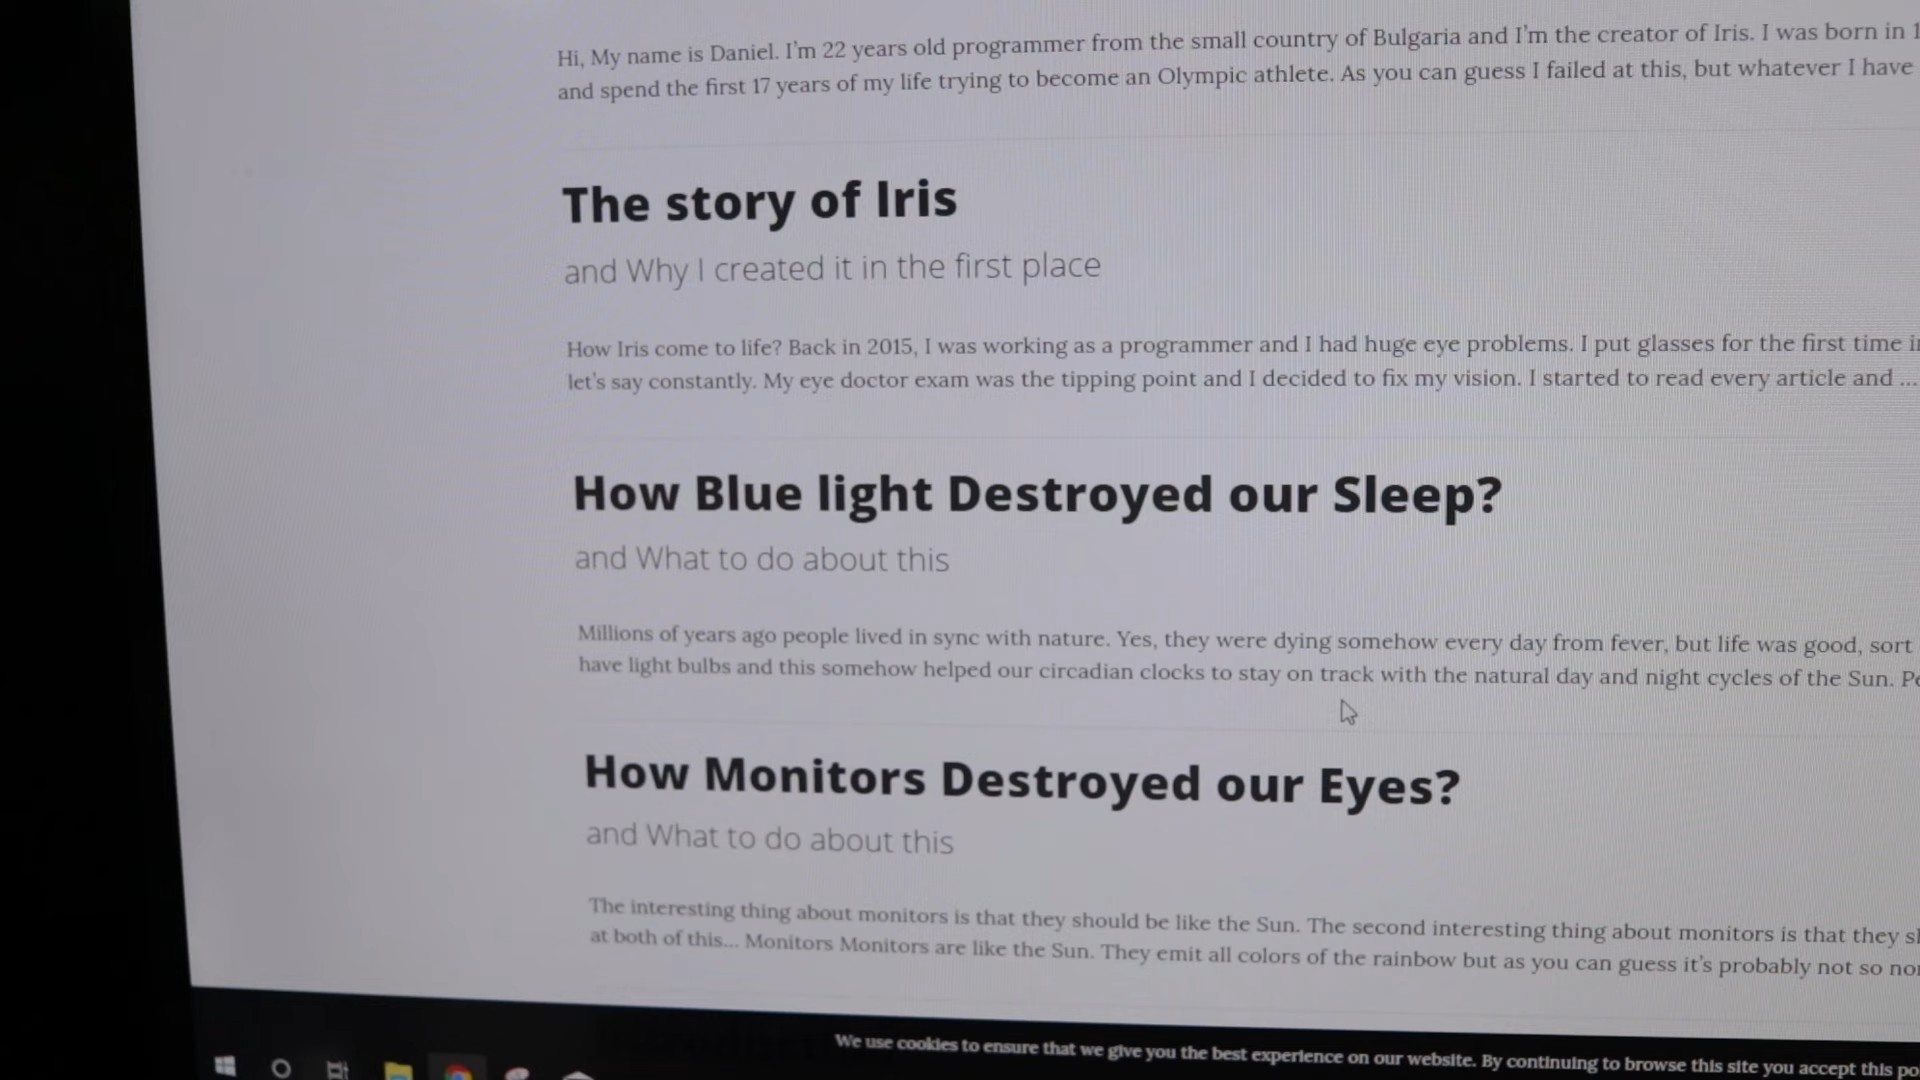 Hi, My name is Daniel. I'm 22 years old programmer from the small country of Bulgaria and I'm the creator of Iris. I was born in
and spend the first 17 years of my life trying to become an Olympic athlete. As you can guess I failed at this, but whatever I have
The story of Iris
and Why I created it in the first place
How Iris come to life? Back in 2015, I was working as a programmer and I had huge eye problems. I put glasses for the first time
let's say constantly. My eye doctor exam was the tipping point and I decided to fix my vision. I started to read every article and ...
How Blue light Destroyed our Sleep?
and What to do about this
Millions of years ago people lived in sync with nature. Yes, they were dying somehow every day from fever, but life was good, sort
have light bulbs and this somehow helped our circadian clocks to stay on track with the natural day and night cycles of the Sun.
How Monitors Destroyed our Eyes?
and What to do about this
The interesting thing about monitors is that they should be like the Sun. The second interesting thing about monitors is that they
at both of this... Monitors Monitors are like the Sun. They emit all colors of the rainbow but as you can guess it's probably not so
We use cookies to ensure that we give you the best experience on our website. By continuing to browse this site you accept this